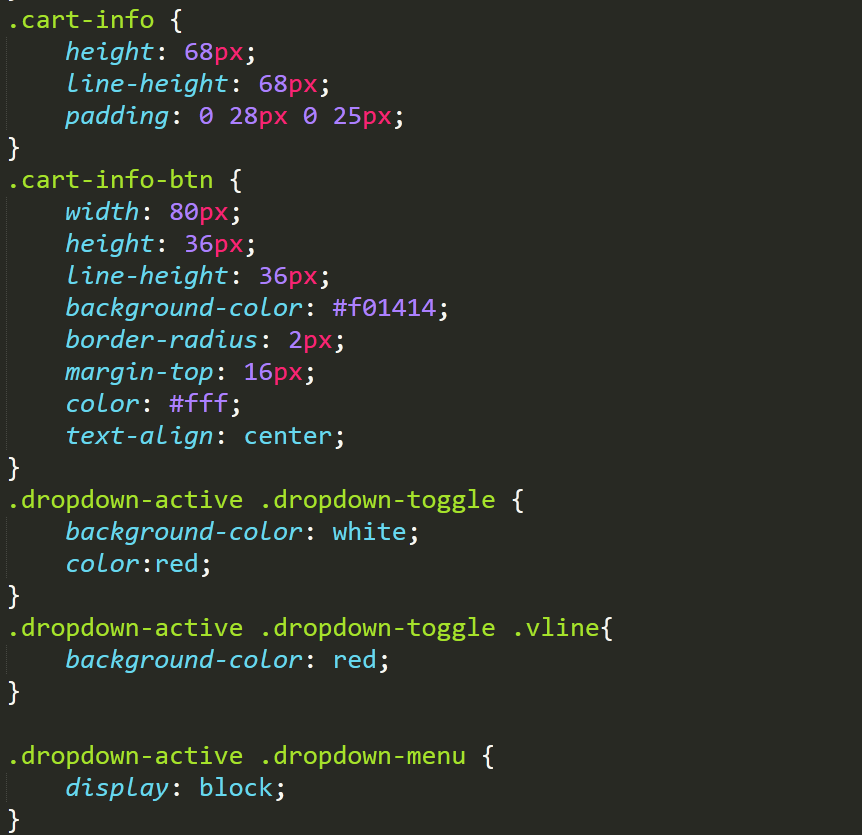 .cart-info {
    height: 68px;
    line-height: 68px;
    padding: 0 28px 0 25px;
}
.cart-info-btn {
    width: 80px;
    height: 36px;
    line-height: 36px;
    background-color: #f01414;
    border-radius: 2px;
    margin-top: 16px;
    color: #fff;
    text-align: center;
}
.dropdown-active .dropdown-toggle {
    background-color: white;
    color:red;
}
.dropdown-active .dropdown-toggle .vline{
    background-color: red;
}

.dropdown-active .dropdown-menu {
    display: block;
}